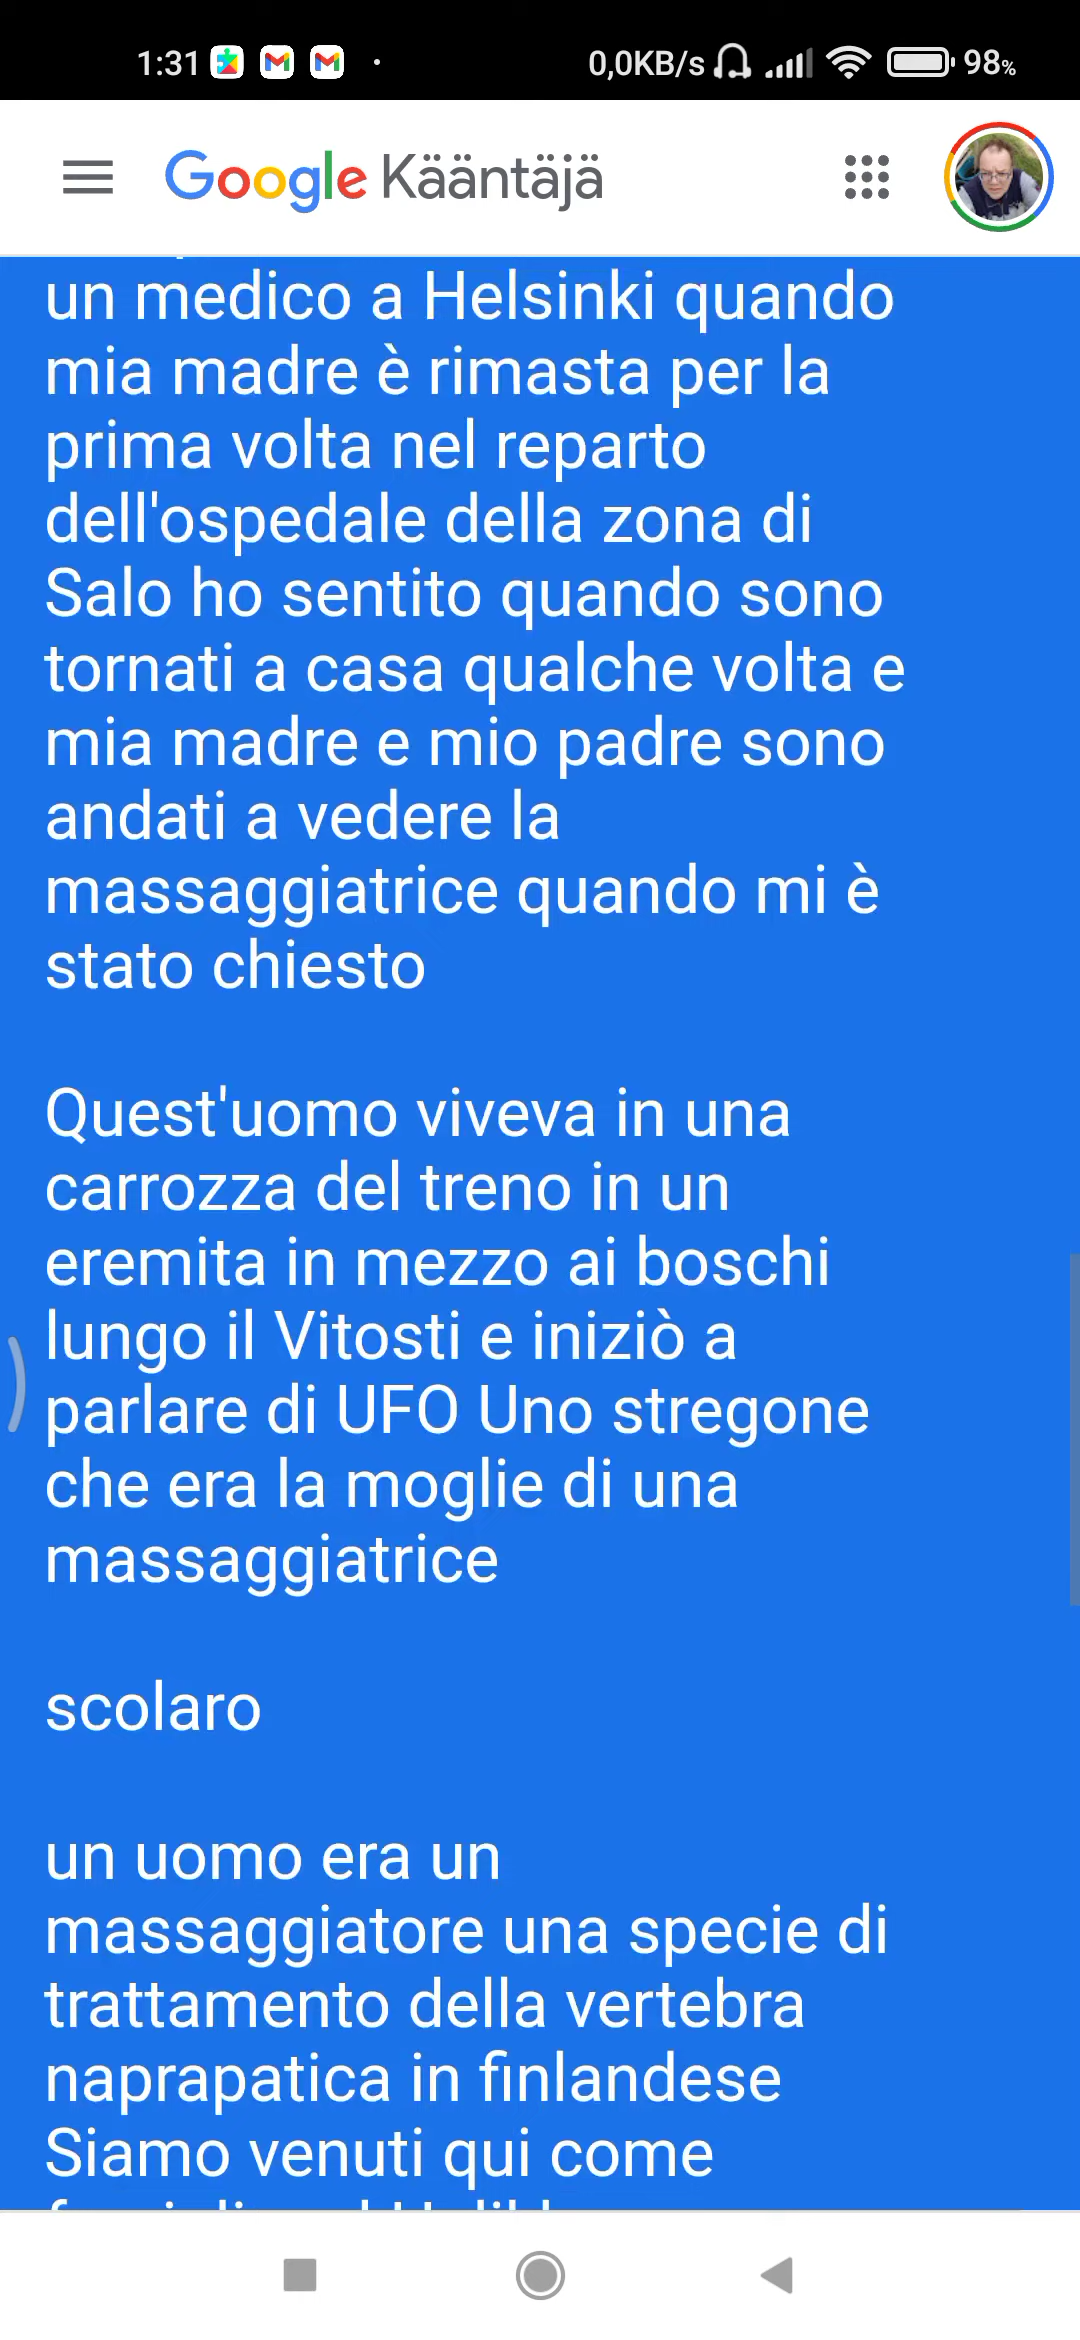 1:31 0,0KB/s 98%
Google Kääntäjä
un medico a Helsinki quando
mia madre è rimasta per la
prima volta nel reparto
dell'ospedale della zona di
Salo ho sentito quando sono
tornati a casa qualche volta e
mia madre e mio padre sono
andati a vedere la
massaggiatrice quando mi è
stato chiesto
Quest'uomo viveva in una
carrozza del treno in un
eremita in mezzo ai boschi
lungo il Vitosti e iniziò a
parlare di UFO Uno stregone
che era la moglie di una
massaggiatrice
scolaro
un uomo era un
massaggiatore una specie di
trattamento della vertebra
naprapatica in finlandese
Siamo venuti qui come